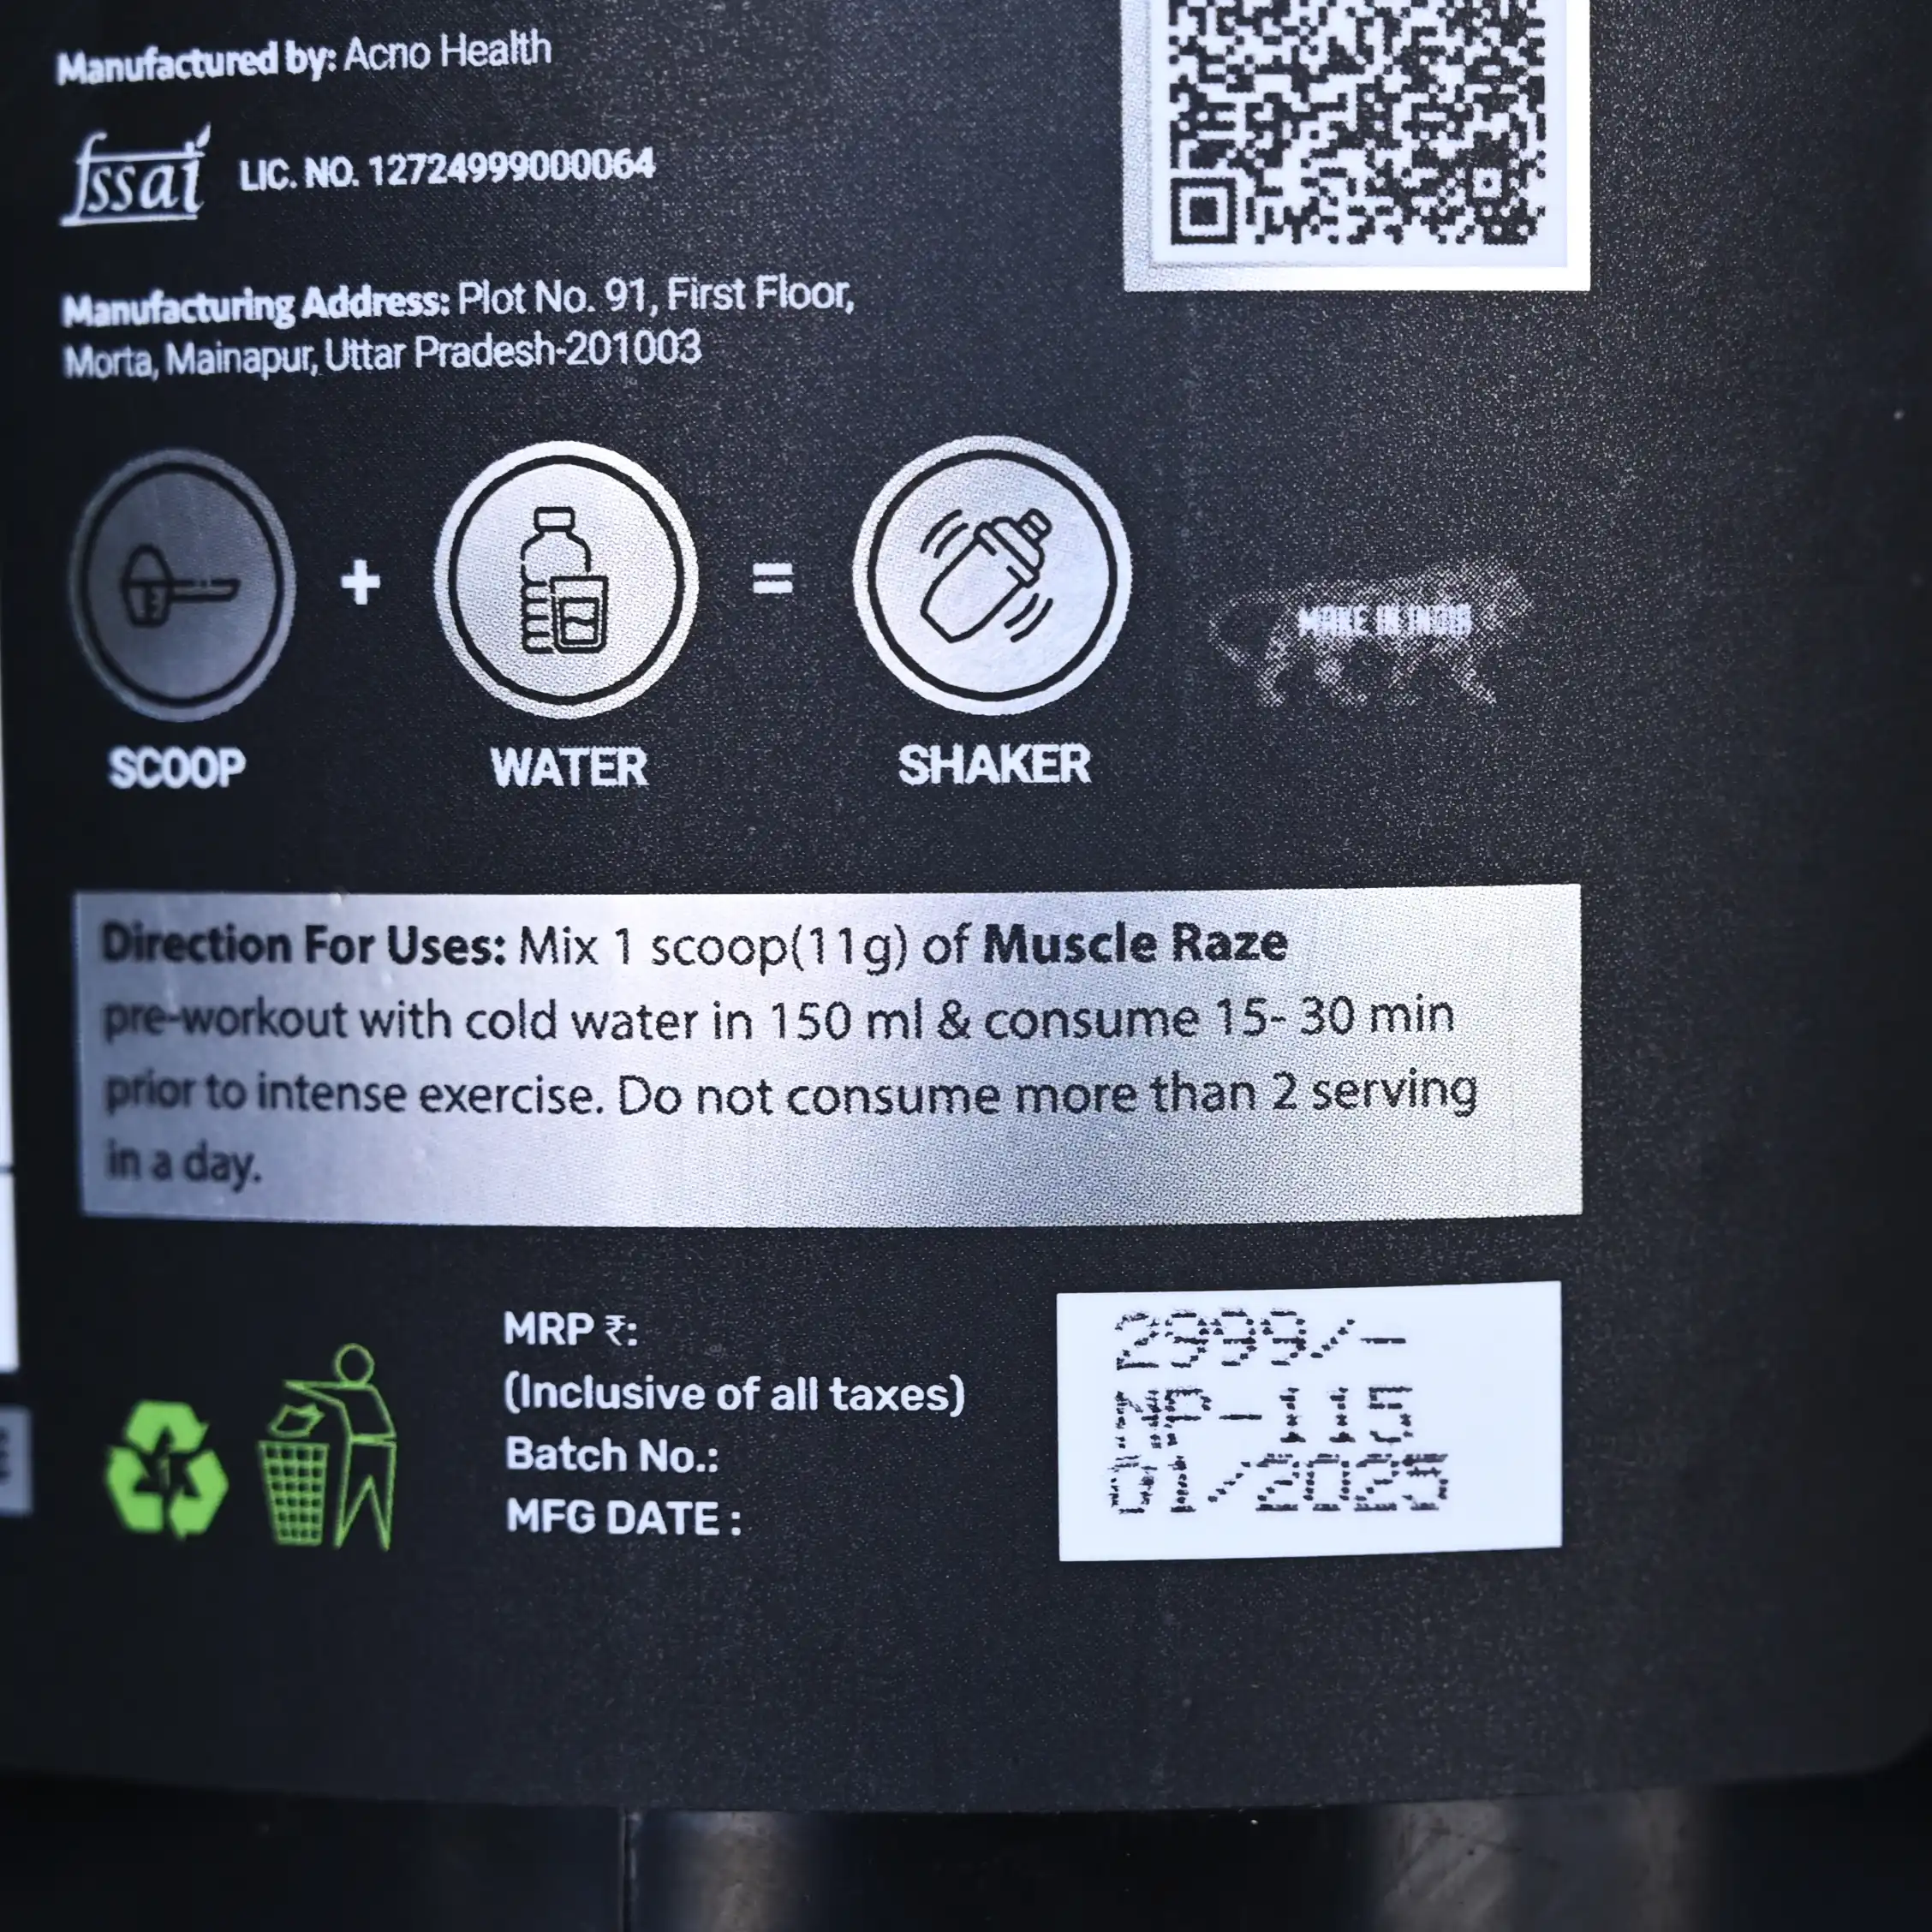 Manufactured by: Acno Health
fssai LIC. NO. 12724999000064
Manufacturing Address: Plot No. 91, First Floor,
Morta, Mainapur, Uttar Pradesh-201003
+ =
MAKE IN INDIA
SCOOP WATER SHAKER
Direction For Uses: Mix 1 scoop(11g) of Muscle Raze
pre-workout with cold water in 150 ml & consume 15- 30 min
prior to intense exercise. Do not consume more than 2 serving
in a day.
MRP ₹: 2999/-
(Inclusive of all taxes)
Batch No.: NP-115
MFG DATE : 01/2025